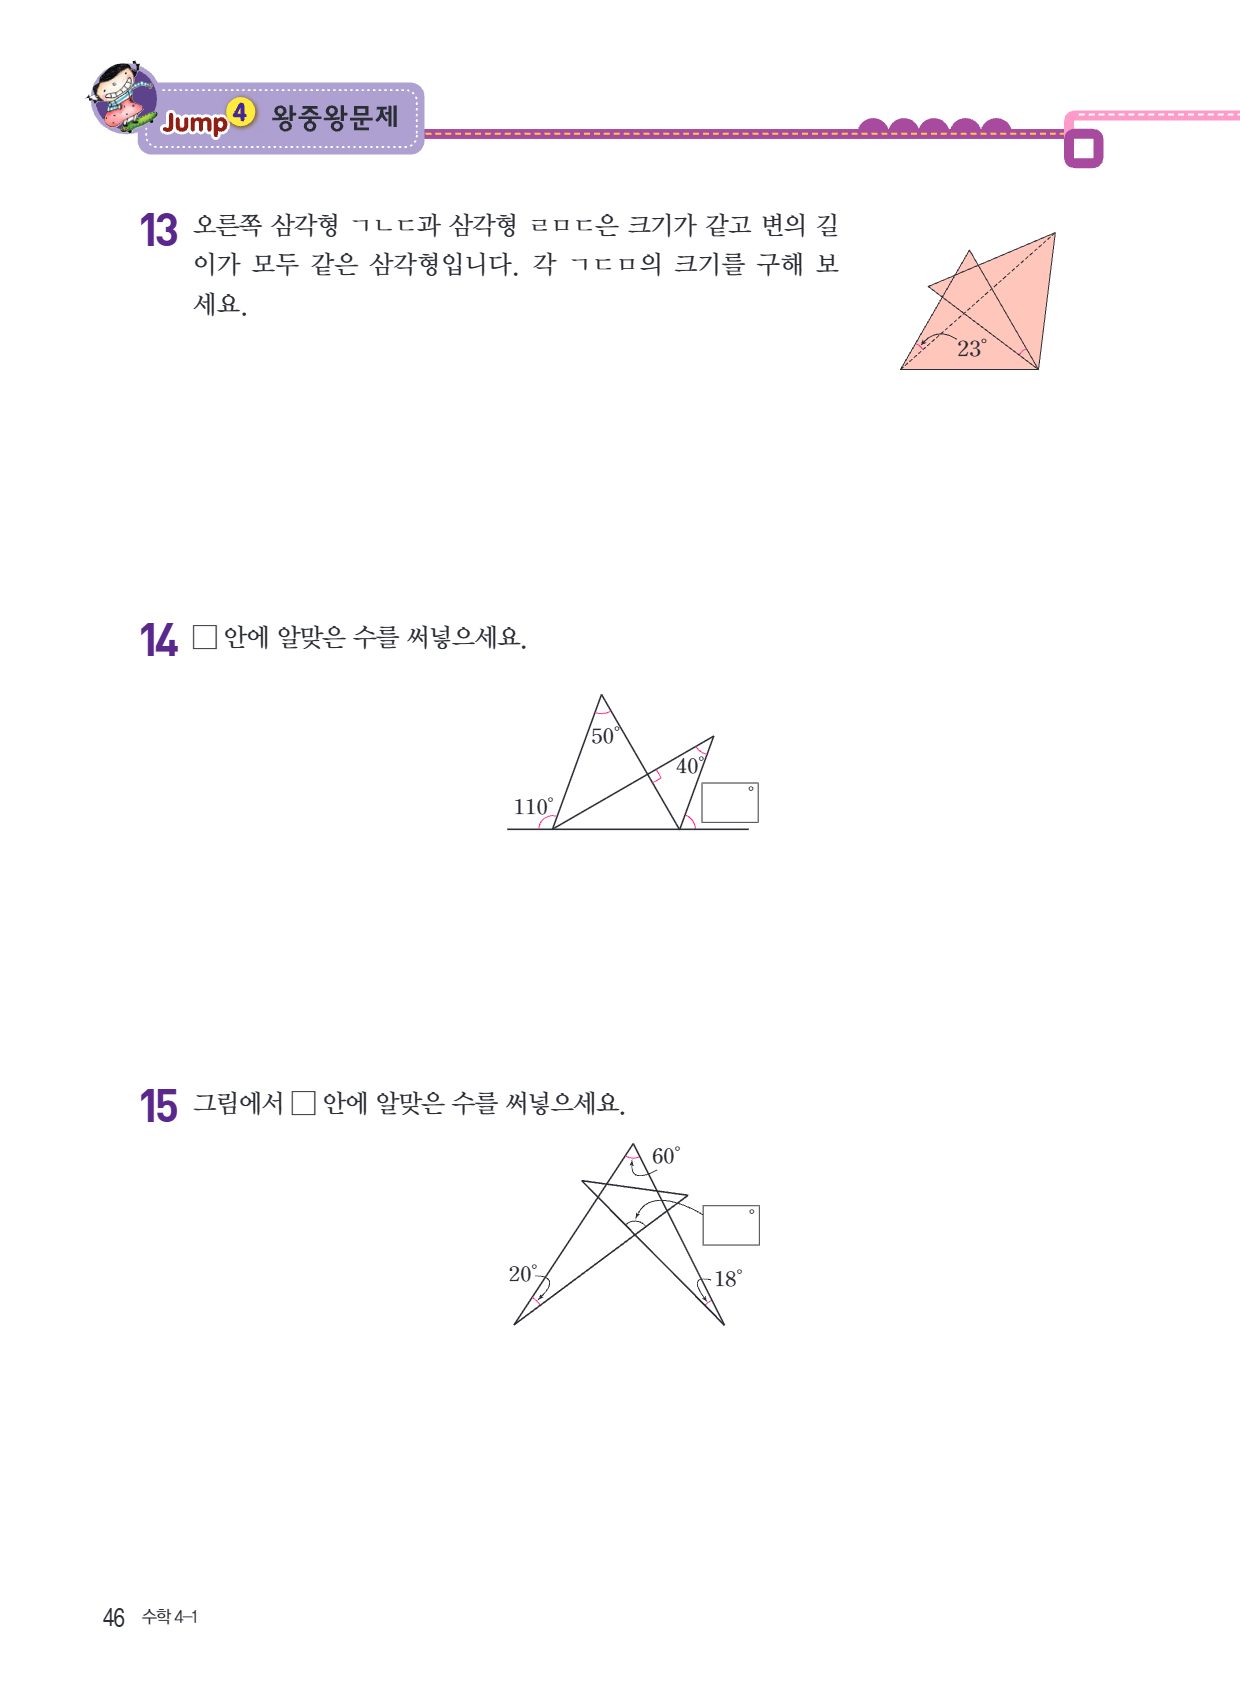 Jump 4 왕중왕문제
13 오른쪽 삼각형 ㄱㄴㄷ과 삼각형 ㄹㅁㄷ은 크기가 같고 변의 길
이가 모두 같은 삼각형입니다. 각 ㄱㄷㅁ의 크기를 구해 보
세요.
23°
14 □ 안에 알맞은 수를 써넣으세요.
50°
40°
°
110°
15 그림에서 □ 안에 알맞은 수를 써넣으세요.
60°
°
20°
18°
46 수학 4-1